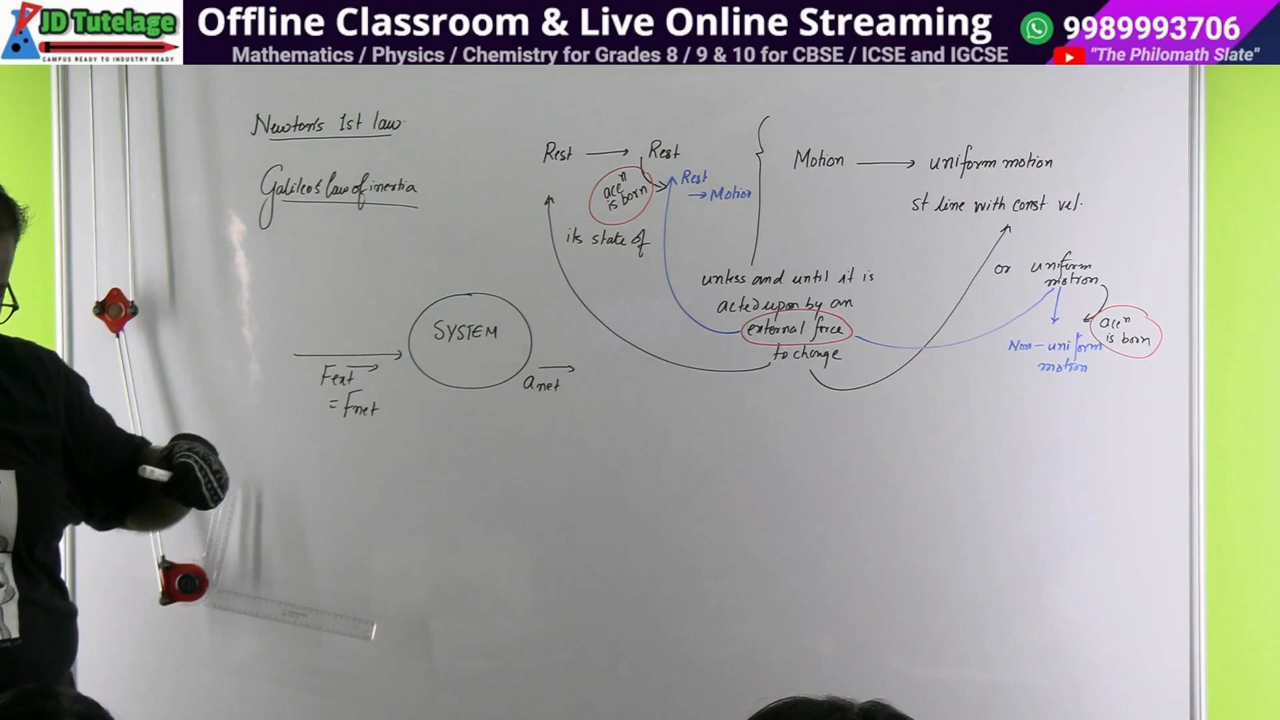 JD Tutelage
CAMPUS READY TO INDUSTRY READY
Offline Classroom & Live Online Streaming
Mathematics / Physics / Chemistry for Grades 8 / 9 & 10 for CBSE / ICSE and IGCSE
9989993706
"The Philomath Slate"
Newton's 1st law
Galileo's law of inertia
Rest → Rest
accⁿ
is born
Rest
→ Motion
its state of
Motion → uniform motion
st line with const vel.
or uniform
motion
accⁿ
is born
Non-uniform
motion
unless and until it is
acted upon by an
external force
to change
SYSTEM
Fext
= Fnet
anet